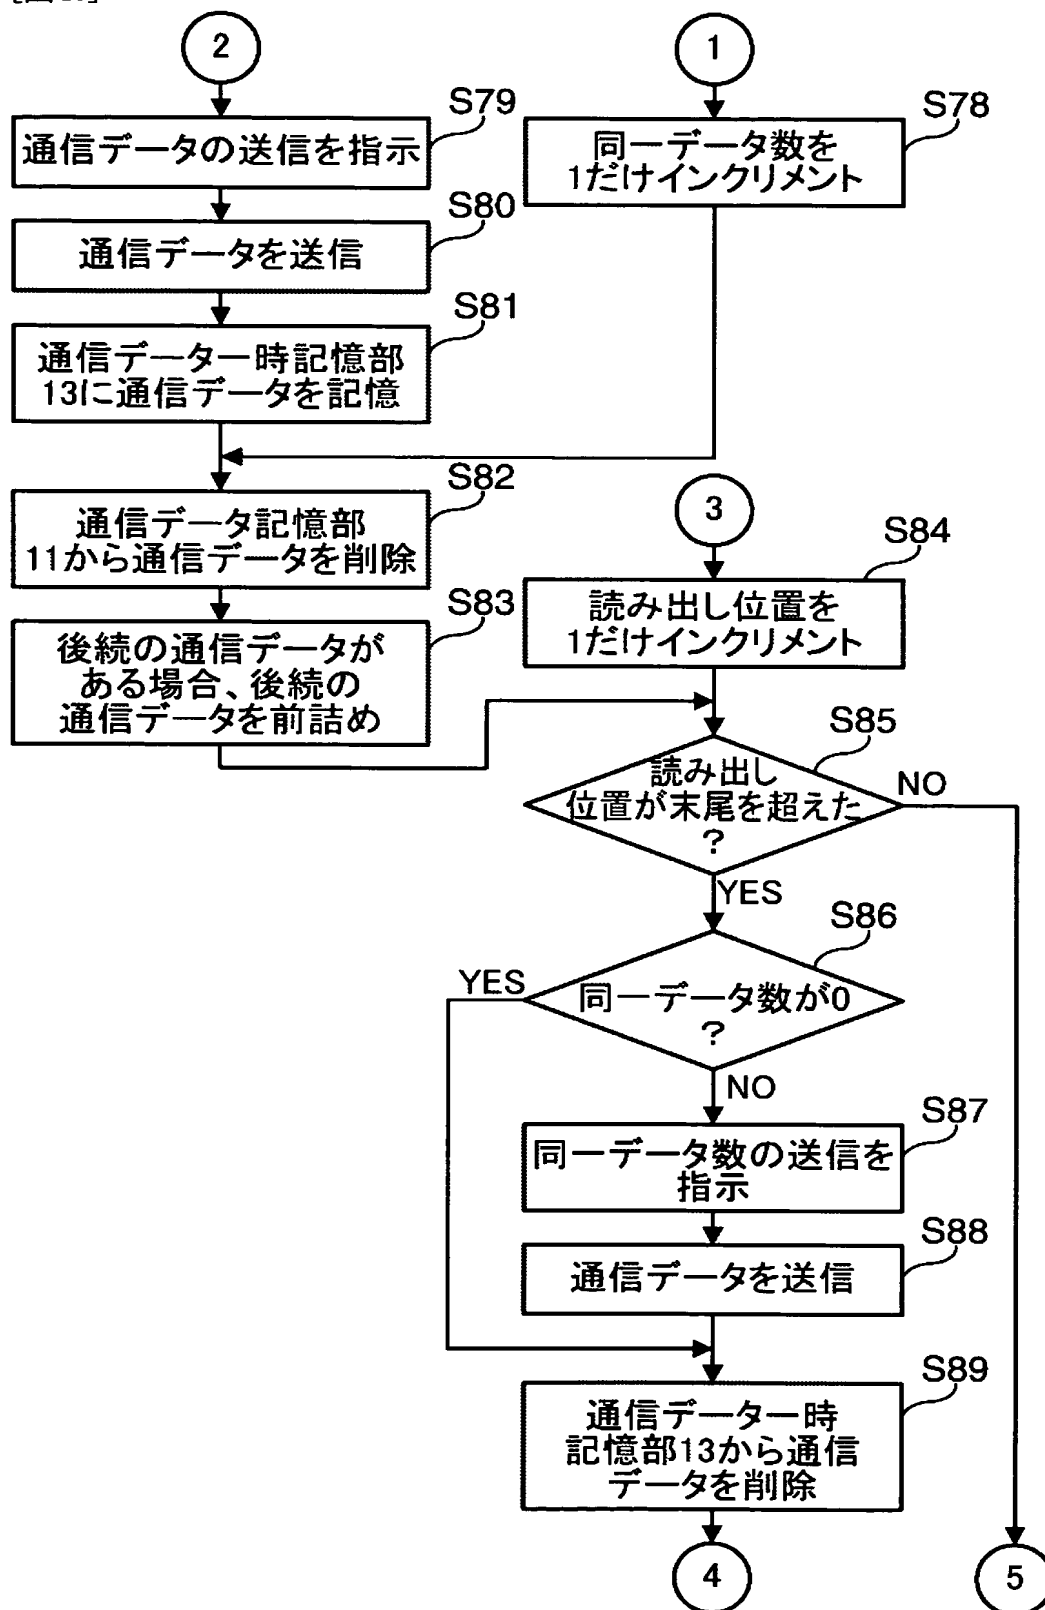 2
S79
通信データの送信を指示
S80
通信データを送信
S81
通信データ一時記憶部
13に通信データを記憶
1
S78
同一データ数を
1だけインクリメント
S82
通信データ記憶部
11から通信データを削除
S83
後続の通信データが
ある場合、後続の
通信データを前詰め
3
S84
読み出し位置を
1だけインクリメント
S85
読み出し
位置が末尾を超えた
?
NO
YES
S86
同一データ数が0
?
YES
NO
S87
同一データ数の送信を
指示
S88
通信データを送信
S89
通信データ一時
記憶部13から通信
データを削除
4
5